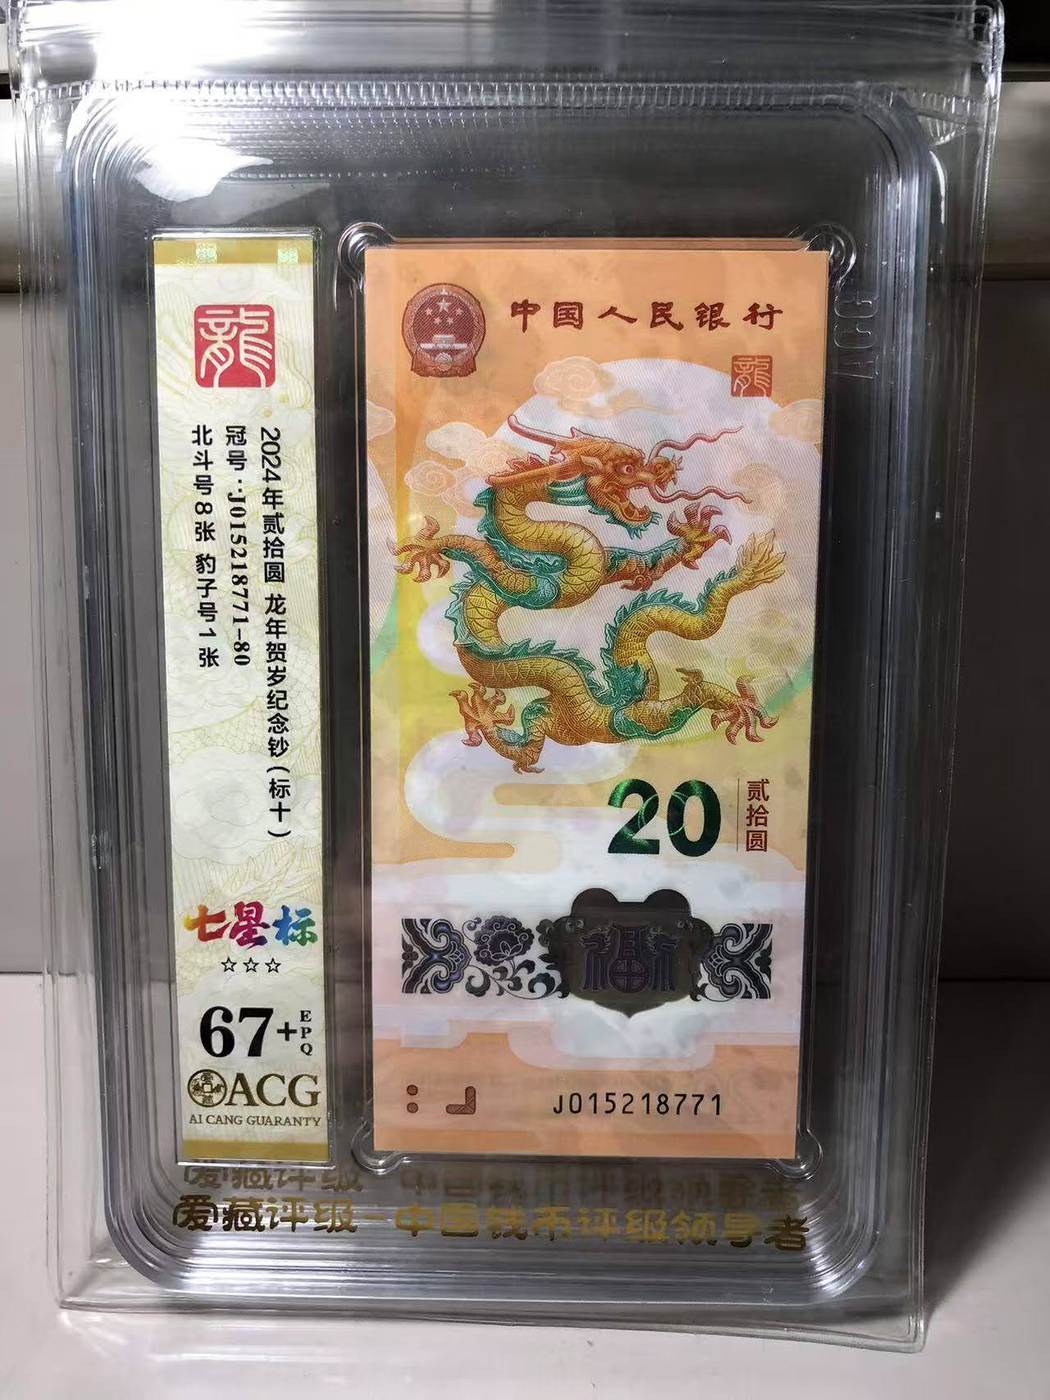 龍
2024年贰拾圆 龙年贺岁纪念钞(标十)
冠号:J015218771-80
北斗号8张 豹子号1张
七星标
☆☆☆
67+ EPQ
ACG
AI CANG GUARANTY
中国人民银行
龍
20
贰拾圆
福
J015218771
爱藏评级-中国钱币评级领导者